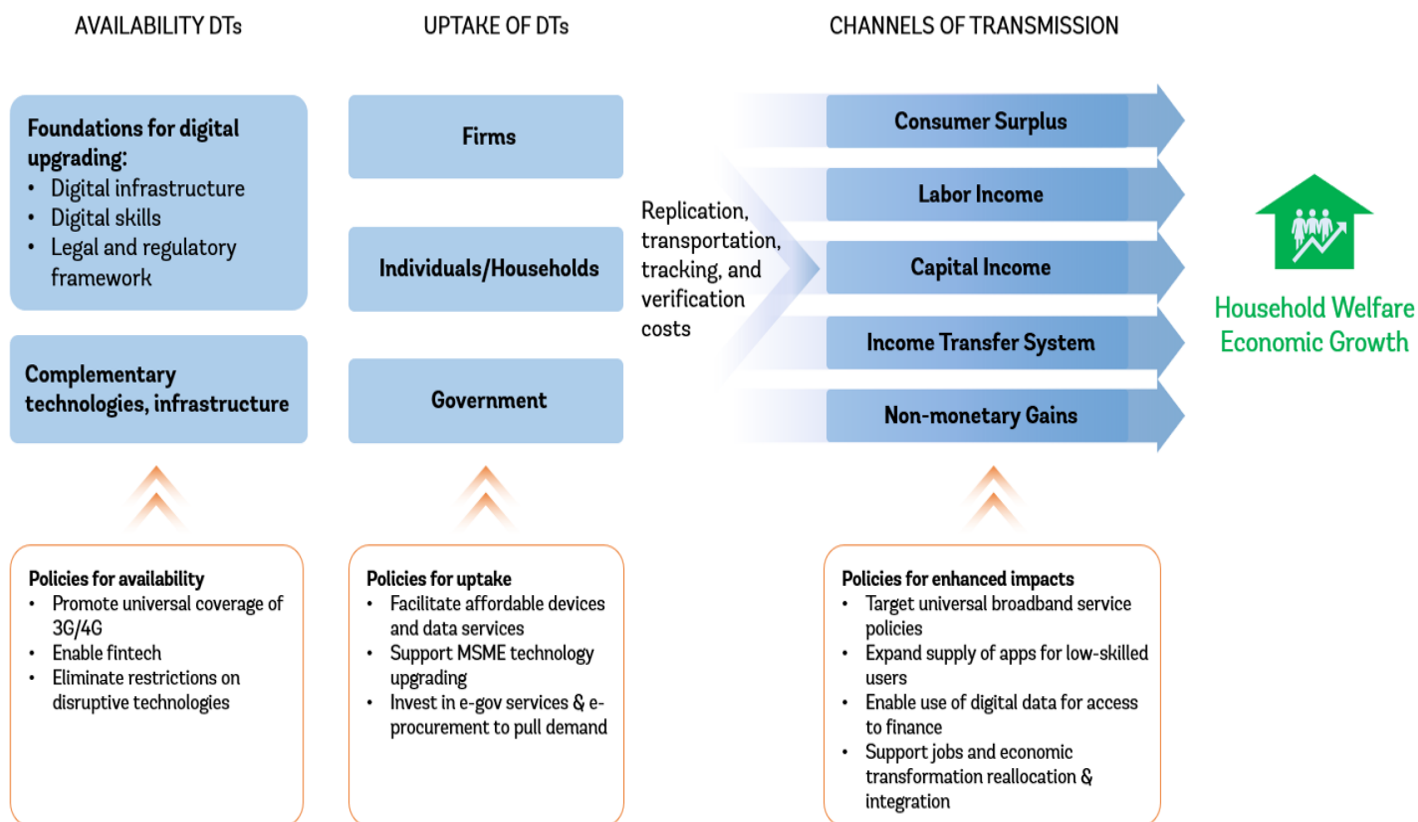 AVAILABILITY DTs
UPTAKE OF DTs
CHANNELS OF TRANSMISSION
Foundations for digital
upgrading:
• Digital infrastructure
• Digital skills
• Legal and regulatory
framework
Complementary
technologies, infrastructure
Firms
Individuals/Households
Government
Replication,
transportation,
tracking, and
verification
costs
Consumer Surplus
Labor Income
Capital Income
Income Transfer System
Non-monetary Gains
Household Welfare
Economic Growth
Policies for availability
• Promote universal coverage of
3G/4G
• Enable fintech
• Eliminate restrictions on
disruptive technologies
Policies for uptake
• Facilitate affordable devices
and data services
• Support MSME technology
upgrading
• Invest in e-gov services & e-
procurement to pull demand
Policies for enhanced impacts
• Target universal broadband service
policies
• Expand supply of apps for low-skilled
users
• Enable use of digital data for access
to finance
• Support jobs and economic
transformation reallocation &
integration